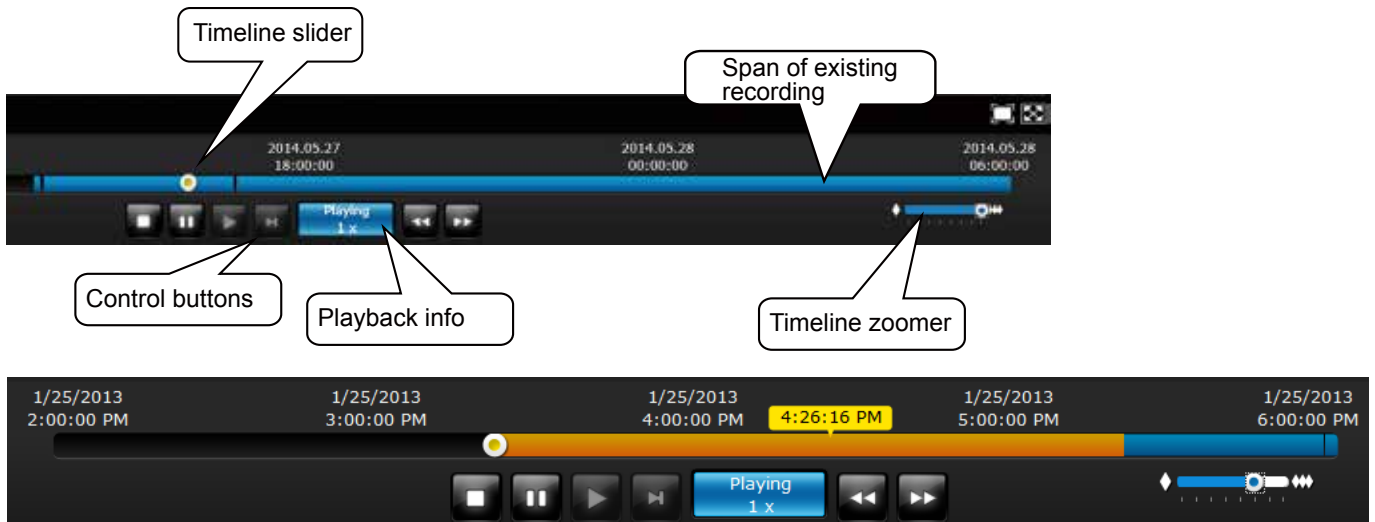 Timeline slider
Span of existing
recording
2014.05.27
18:00:00
2014.05.28
00:00:00
2014.05.28
06:00:00
Playing
1 x
Control buttons
Playback info
Timeline zoomer
1/25/2013
2:00:00 PM
1/25/2013
3:00:00 PM
1/25/2013
4:00:00 PM
4:26:16 PM
1/25/2013
5:00:00 PM
1/25/2013
6:00:00 PM
Playing
1 x